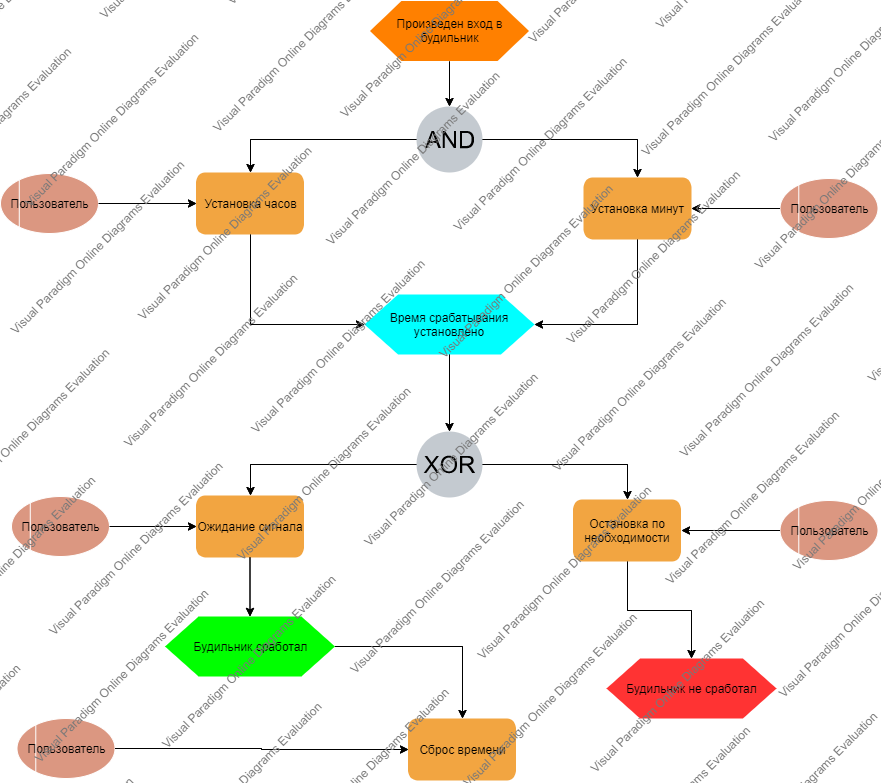 Произведен вход в
будильник
AND
Пользователь
Установка часов
Установка минут
Пользователь
Время срабатывания
установлено
XOR
Пользователь
Ожидание сигнала
Остановка по
необходимости
Пользователь
Будильник сработал
Будильник не сработал
Пользователь
Сброс времени
Visual Paradigm Online Diagrams Evaluation